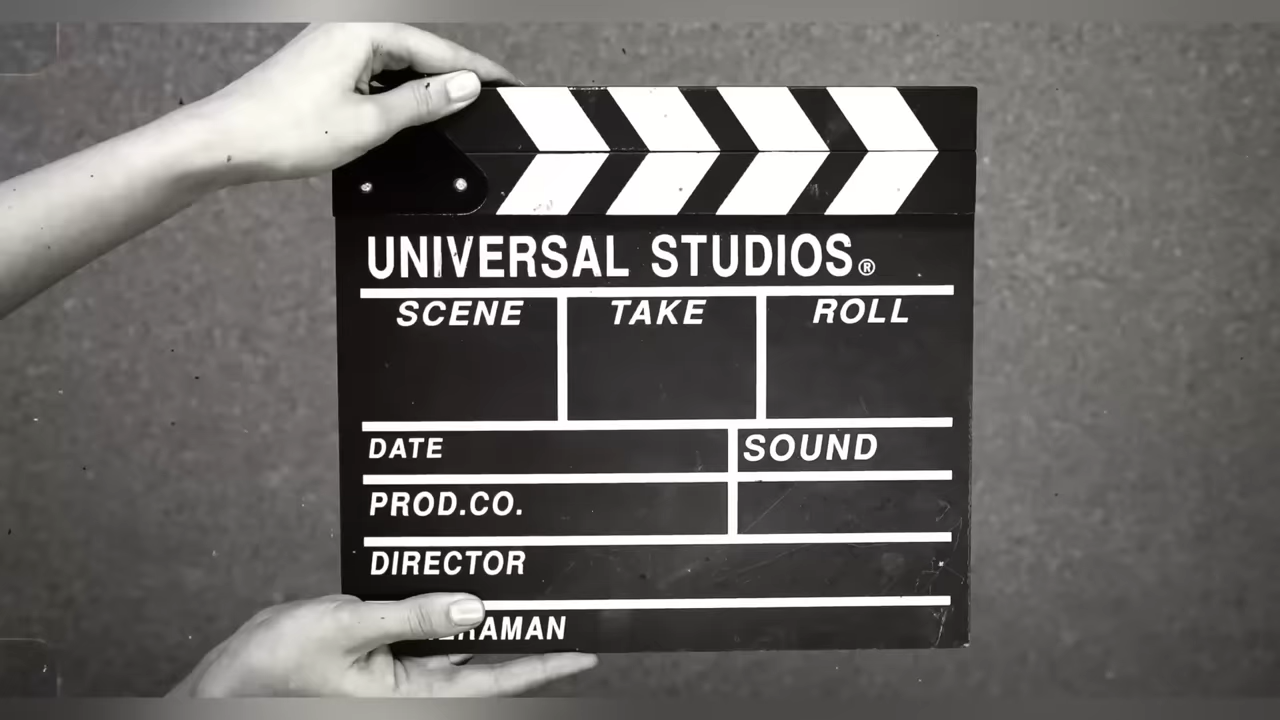 UNIVERSAL STUDIOS®
SCENE TAKE ROLL
DATE SOUND
PROD.CO.
DIRECTOR